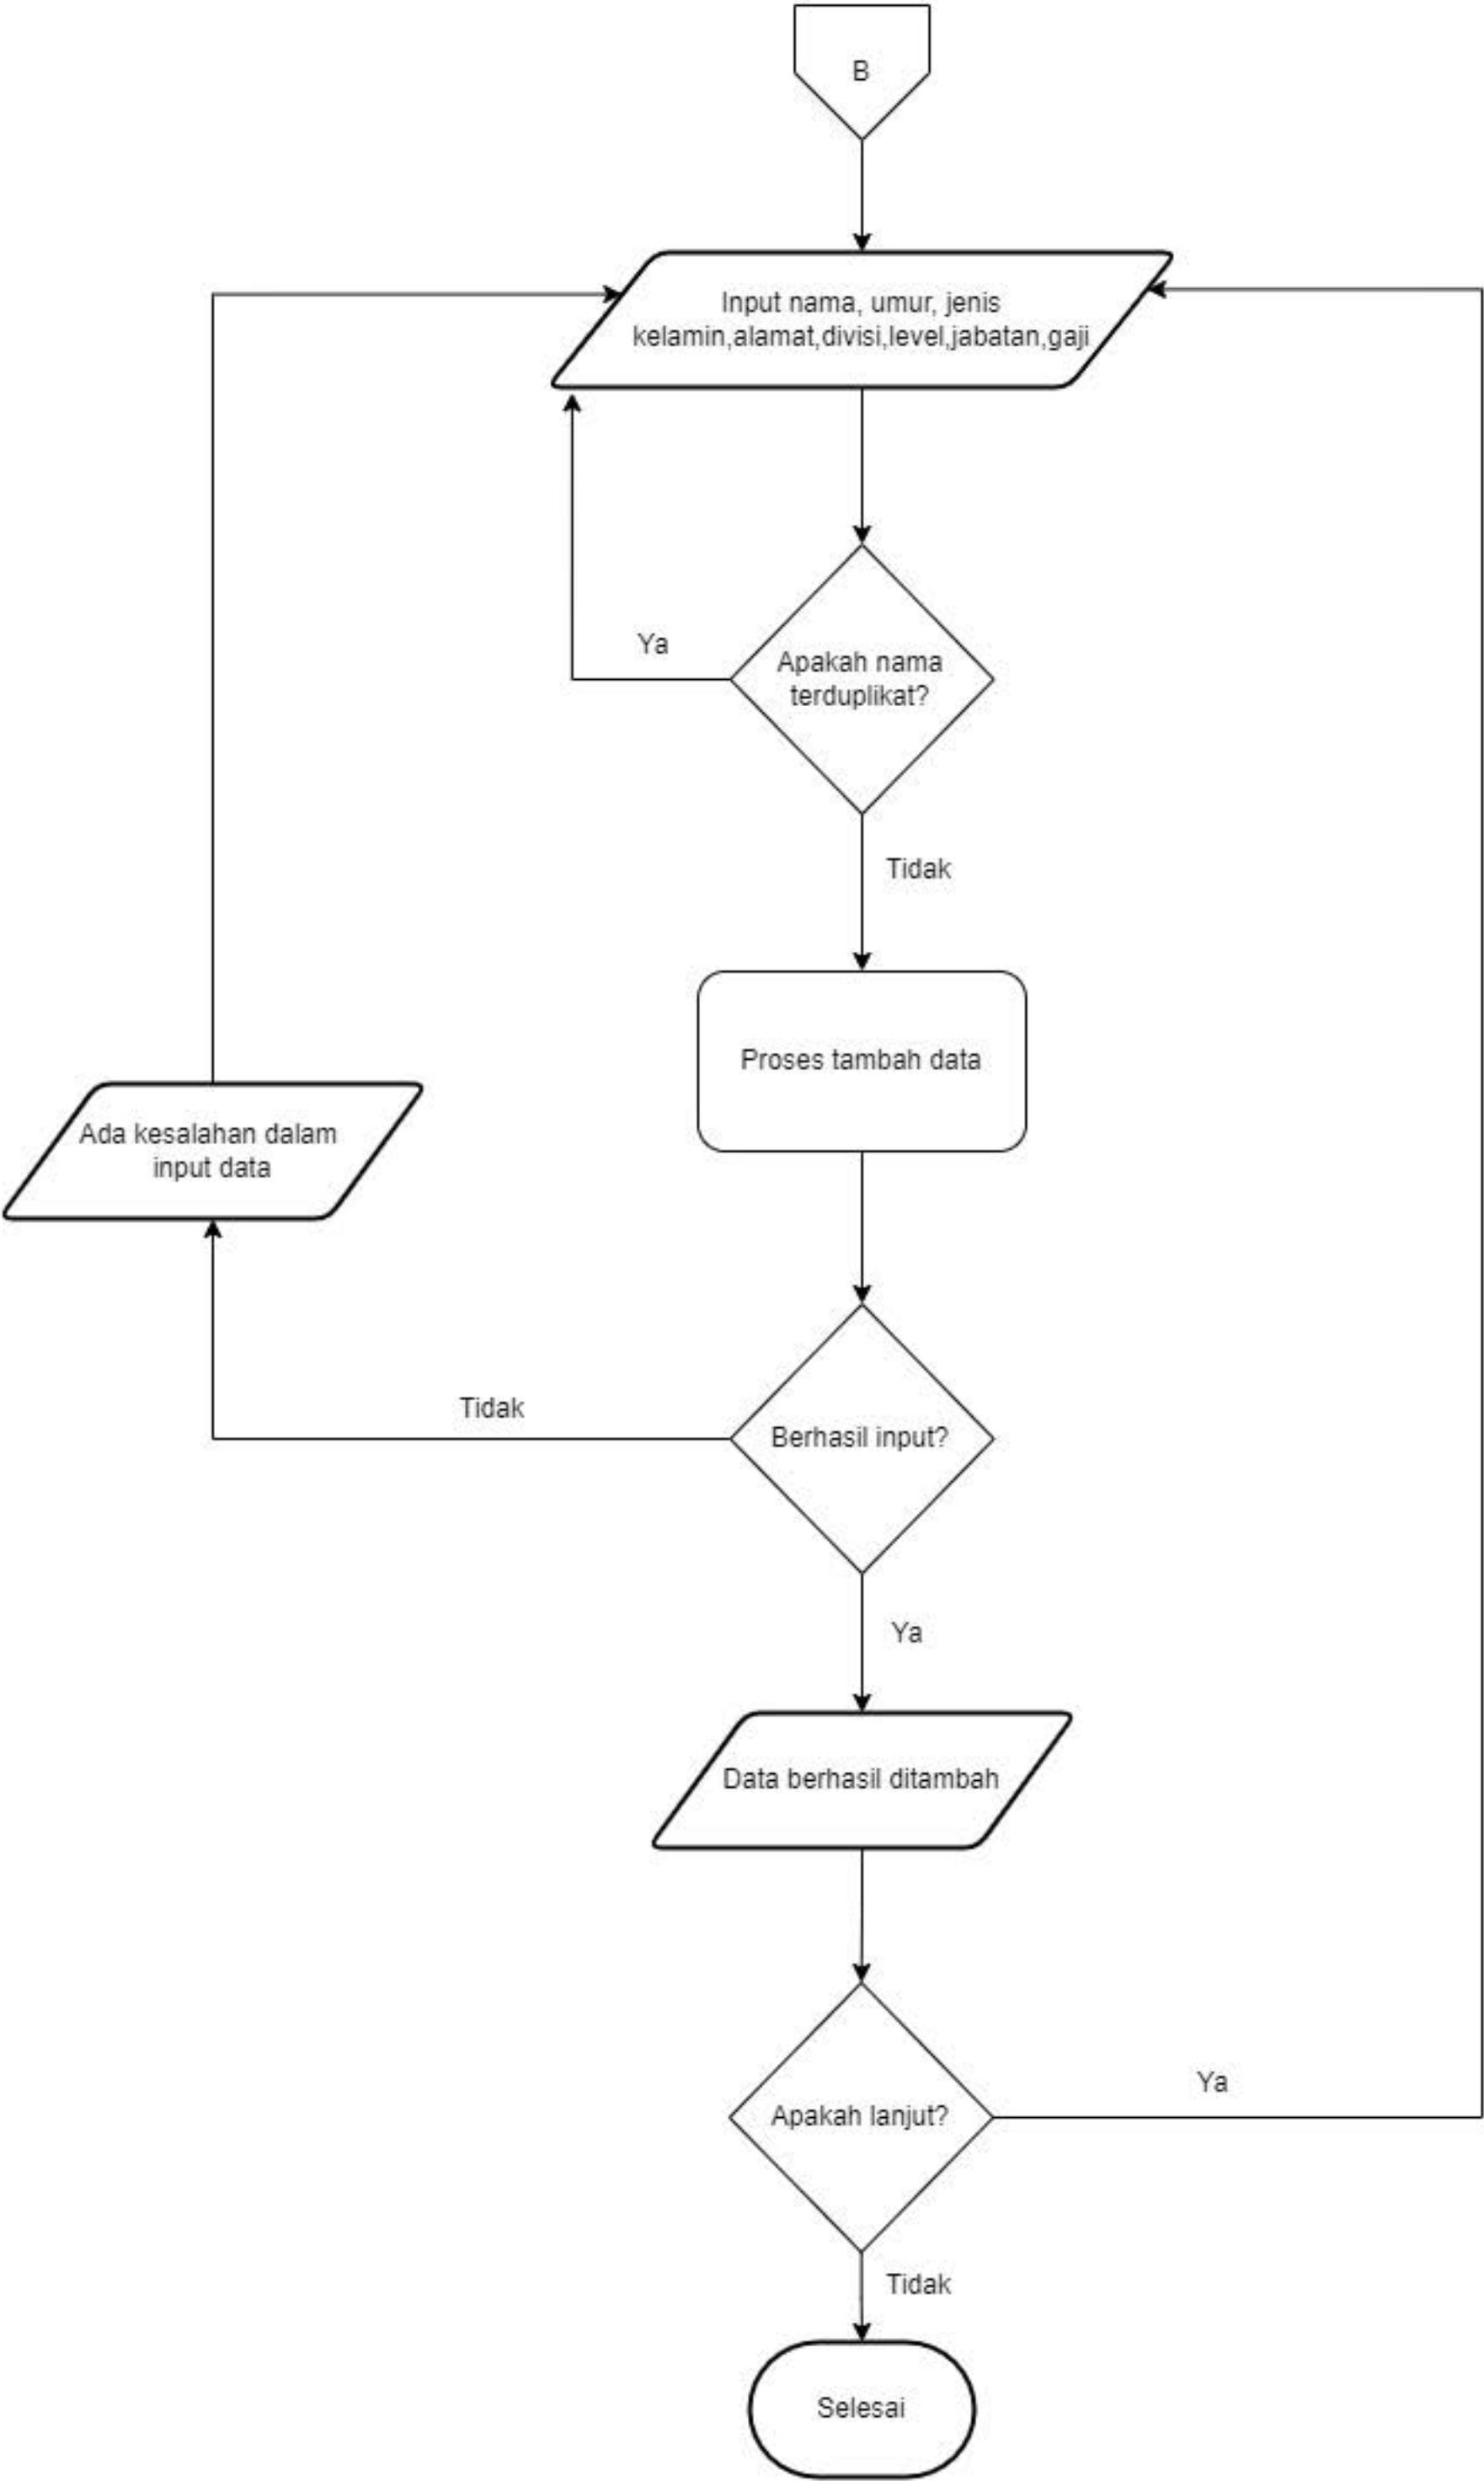 B
Input nama, umur, jenis
kelamin,alamat,divisi,level,jabatan,gaji
Ya
Apakah nama
terduplikat?
Tidak
Proses tambah data
Ada kesalahan dalam
input data
Tidak
Berhasil input?
Ya
Data berhasil ditambah
Ya
Apakah lanjut?
Tidak
Selesai